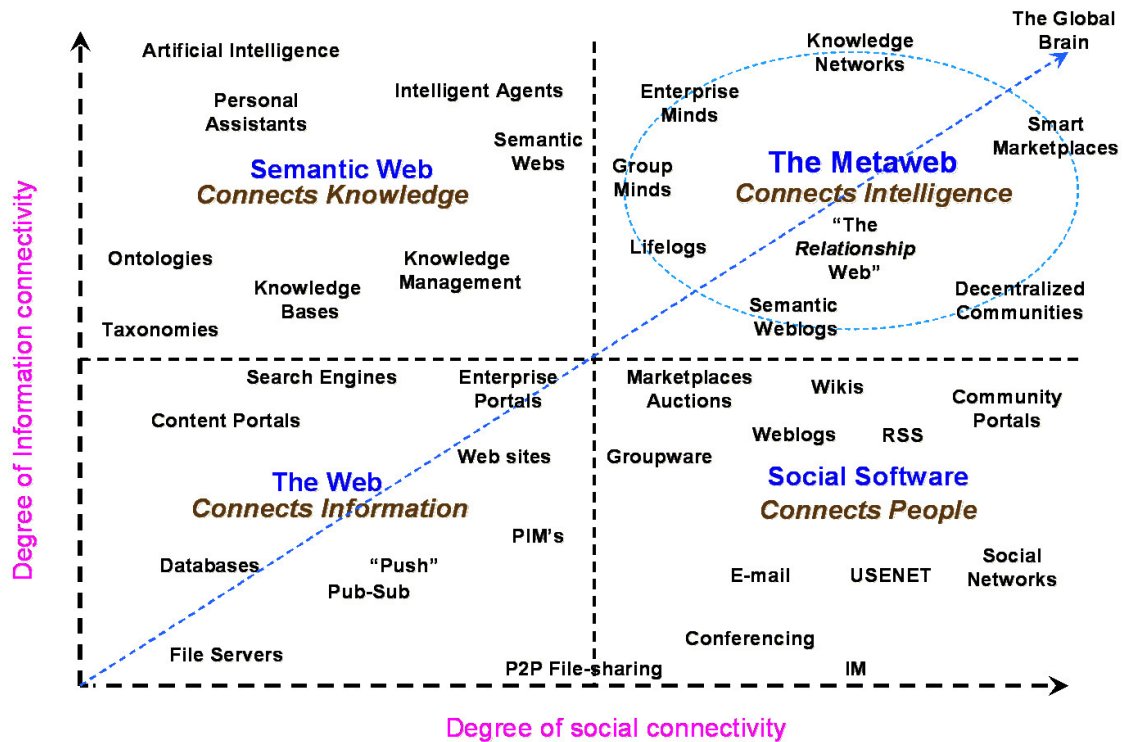 The Global
Brain
Artificial Intelligence
Knowledge
Networks
Intelligent Agents
Enterprise
Minds
Personal
Assistants
Smart
Marketplaces
Semantic
Webs
Semantic Web
Connects Knowledge
Group
Minds
The Metaweb
Connects Intelligence
"The
Relationship
Web"
Lifelogs
Ontologies
Knowledge
Management
Knowledge
Bases
Decentralized
Communities
Semantic
Weblogs
Taxonomies
Search Engines
Enterprise
Portals
Marketplaces
Auctions
Wikis
Community
Portals
Content Portals
Weblogs
RSS
Web sites
Groupware
The Web
Connects Information
Social Software
Connects People
PIM's
Databases
"Push"
Pub-Sub
E-mail
USENET
Social
Networks
File Servers
Conferencing
P2P File-sharing
IM
Degree of Information connectivity
Degree of social connectivity